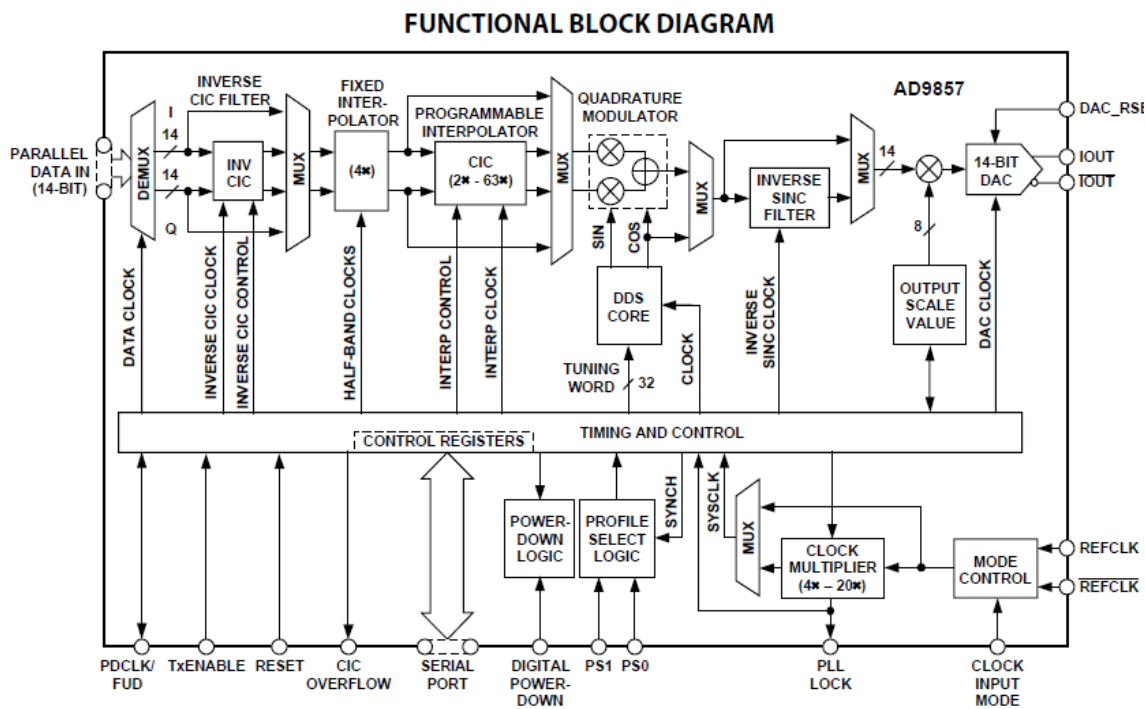 FUNCTIONAL BLOCK DIAGRAM
AD9857
PARALLEL
DATA IN
(14-BIT)
DEMUX
I
14
14
Q
INVERSE
CIC FILTER
INV
CIC
MUX
FIXED
INTER-
POLATOR
(4×)
PROGRAMMABLE
INTERPOLATOR
CIC
(2× - 63×)
MUX
QUADRATURE
MODULATOR
SIN
COS
MUX
INVERSE
SINC
FILTER
MUX
14
14-BIT
DAC
DAC_RSE
IOUT
IOUT
8
OUTPUT
SCALE
VALUE
DDS
CORE
TUNING
WORD
32
DATA CLOCK
INVERSE CIC CLOCK
INVERSE CIC CONTROL
HALF-BAND CLOCKS
INTERP CONTROL
INTERP CLOCK
CLOCK
INVERSE
SINC CLOCK
DAC CLOCK
TIMING AND CONTROL
CONTROL REGISTERS
POWER-
DOWN
LOGIC
PROFILE
SELECT
LOGIC
SYNCH
SYSCLK
MUX
CLOCK
MULTIPLIER
(4× – 20×)
MODE
CONTROL
REFCLK
REFCLK
PDCLK/
FUD
TxENABLE
RESET
CIC
OVERFLOW
SERIAL
PORT
DIGITAL
POWER-
DOWN
PS1
PS0
PLL
LOCK
CLOCK
INPUT
MODE